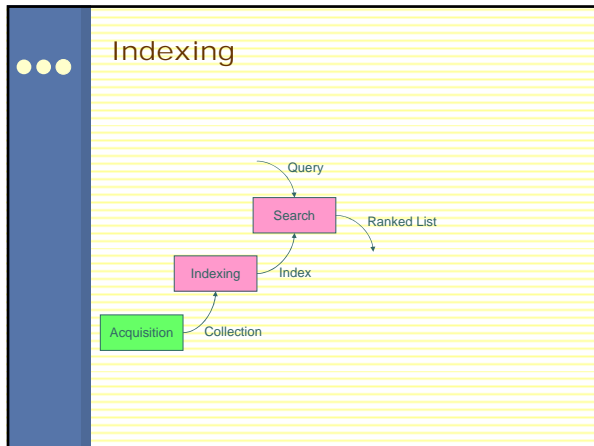 Indexing
Query
Search
Ranked List
Indexing
Index
Acquisition
Collection